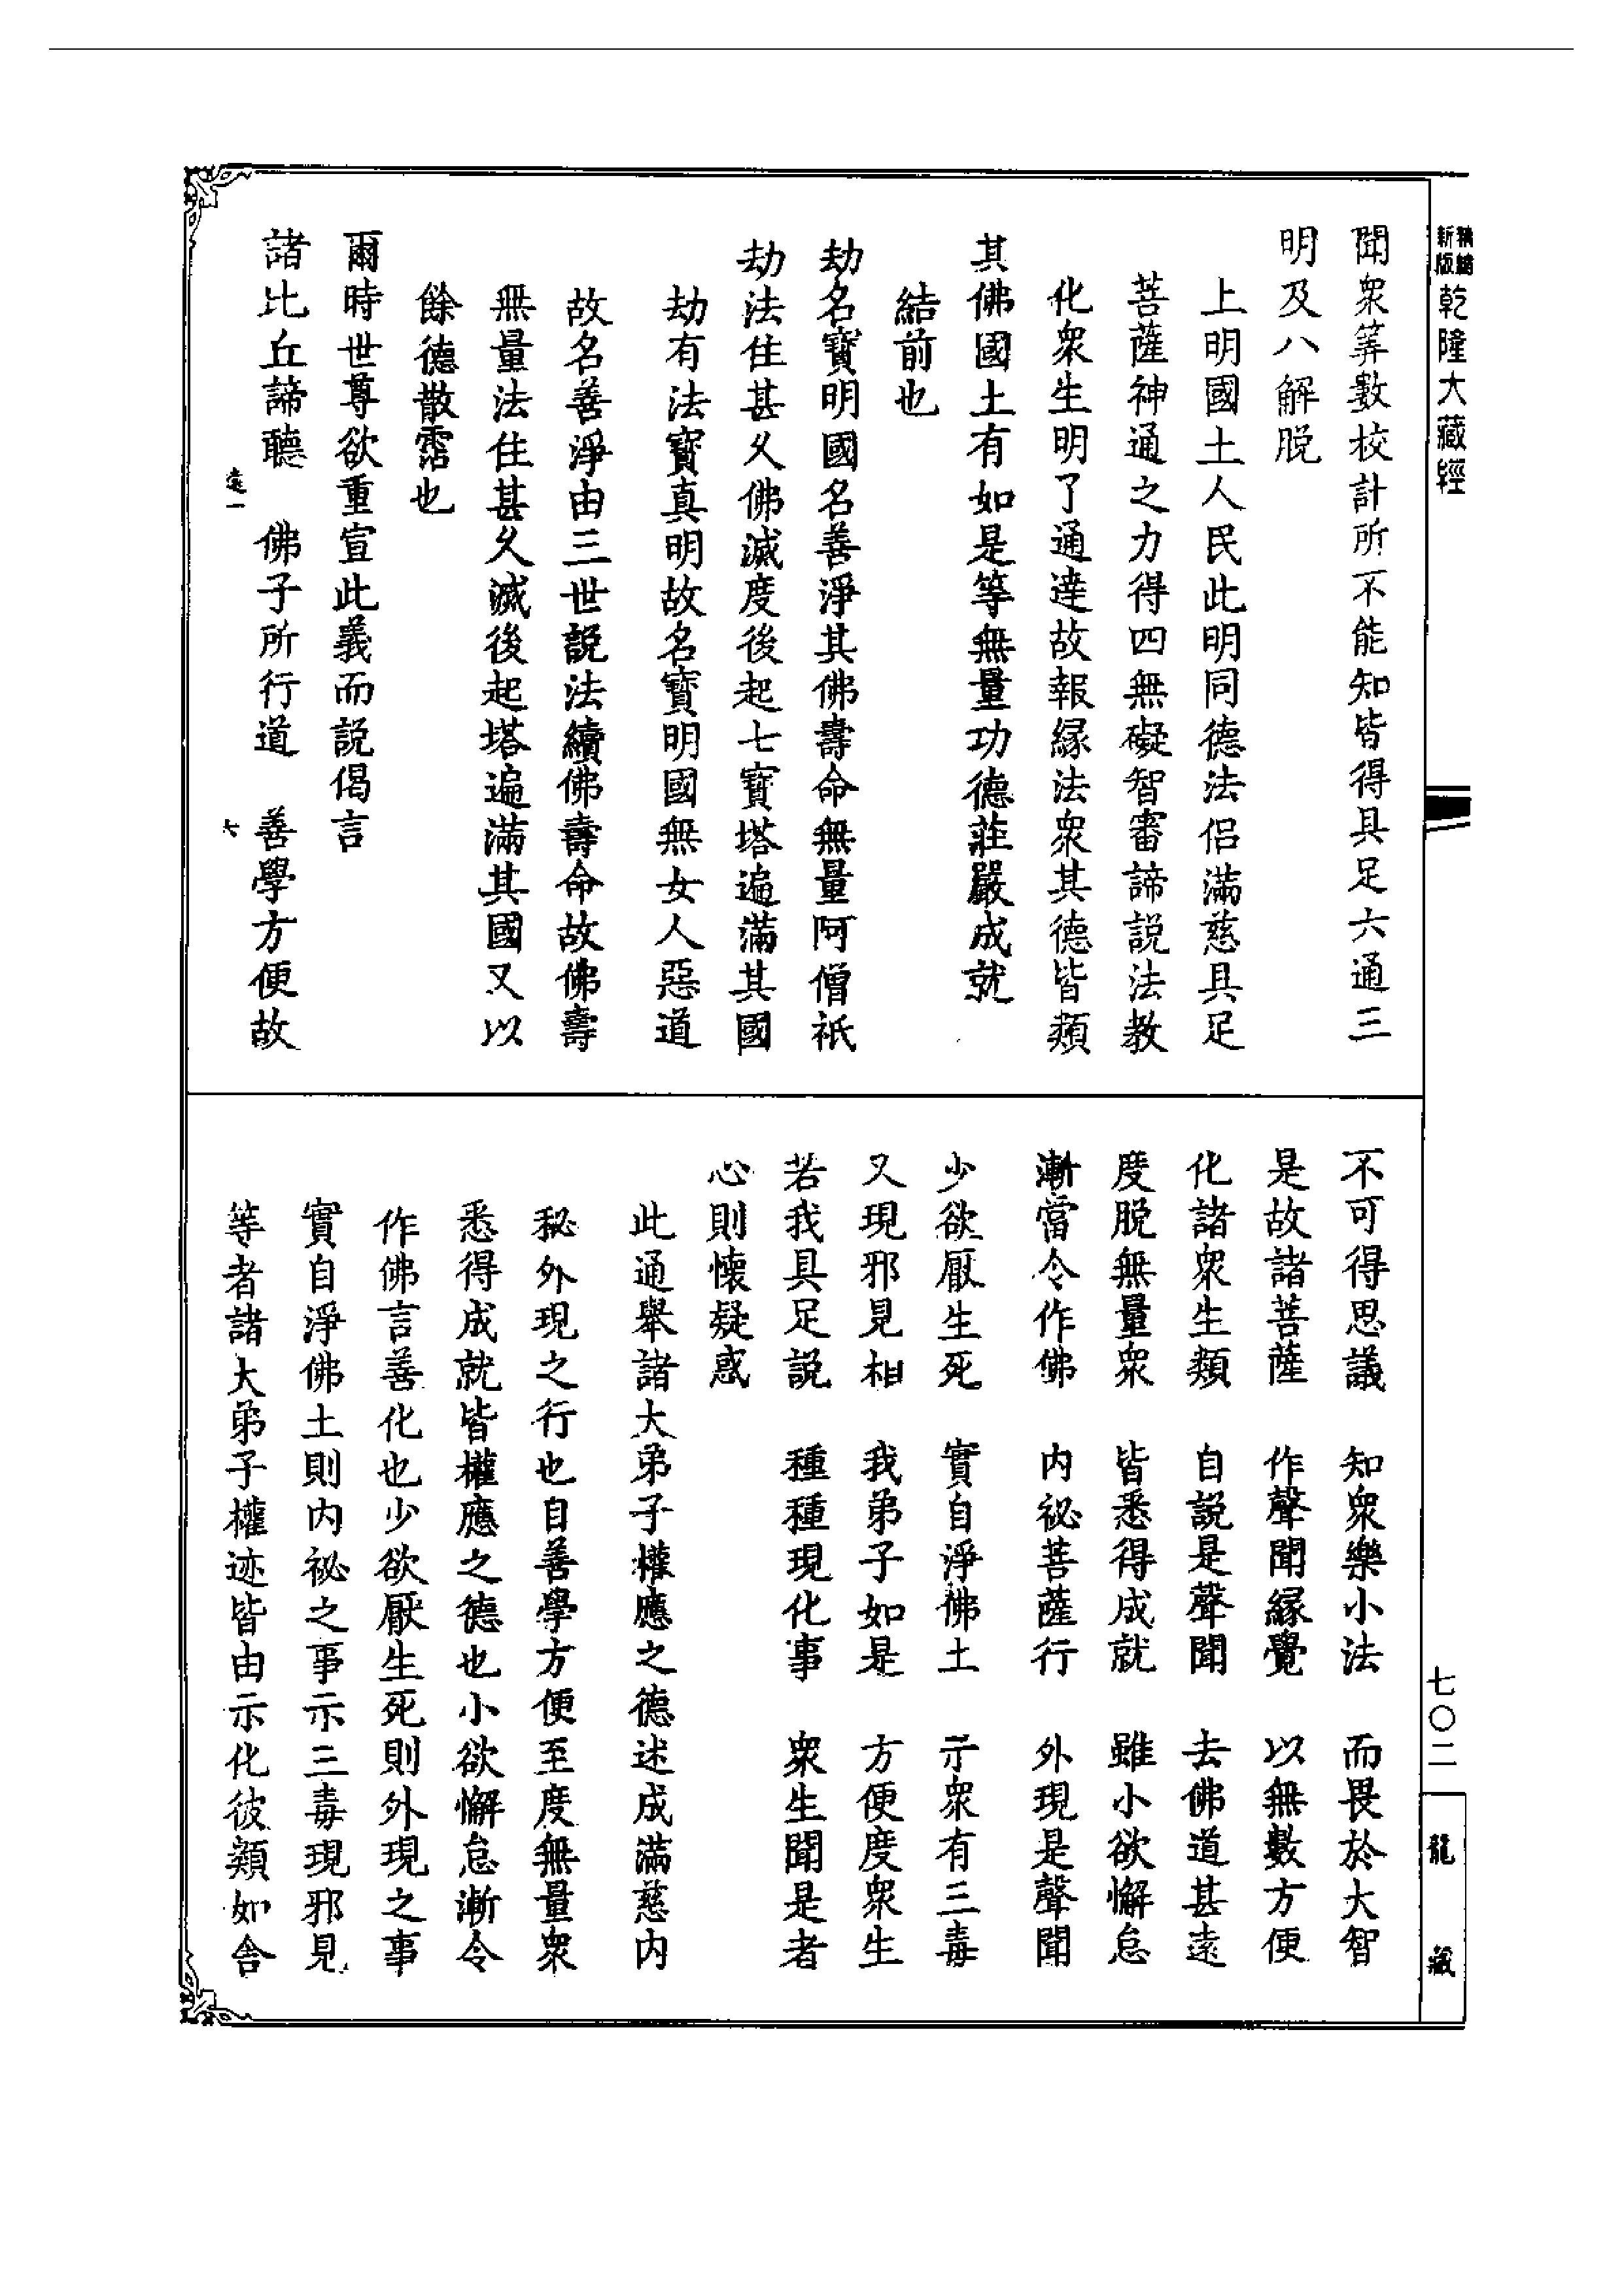 新編
新版
乾隆大藏經
聞衆筭數校計所不能知皆得具足六通三
明及八解脫
上明國土人民此明同德法侶滿慈具足
菩薩神通之力得四無礙智審諦説法教
化衆生明了通達故報縁法衆其德皆類
其佛國土有如是等無量功德莊嚴成就
結前也
劫名寶明國名善淨其佛壽命無量阿僧祇
劫法住甚久佛滅度後起七寶塔遍滿其國
劫有法寶真明故名寶明國無女人惡道
故名善淨由三世説法續佛壽命故佛壽
無量法住甚久滅後起塔遍滿其國又以
餘德散霑也
爾時世尊欲重宣此義而説偈言
諸比丘諦聽　佛子所行道　善學方便故
遠一　六
不可得思議　知衆樂小法　而畏於大智
是故諸菩薩　作聲聞縁覺　以無數方便
化諸衆生類　自説是聲聞　去佛道甚遠
度脫無量衆　皆悉得成就　雖小欲懈怠
漸當令作佛　内祕菩薩行　外現是聲聞
少欲厭生死　實自淨佛土　示衆有三毒
又現邪見相　我弟子如是　方便度衆生
若我具足説　種種現化事　衆生聞是者
心則懷疑惑
此通舉諸大弟子權應之德述成滿慈内
秘外現之行也自善學方便至度無量衆
悉得成就皆權應之德也小欲懈怠漸令
作佛言善化也少欲厭生死則外現之事
實自淨佛土則内祕之事示三毒現邪見
等者諸大弟子權迹皆由示化彼類如舍
七〇二
龍藏